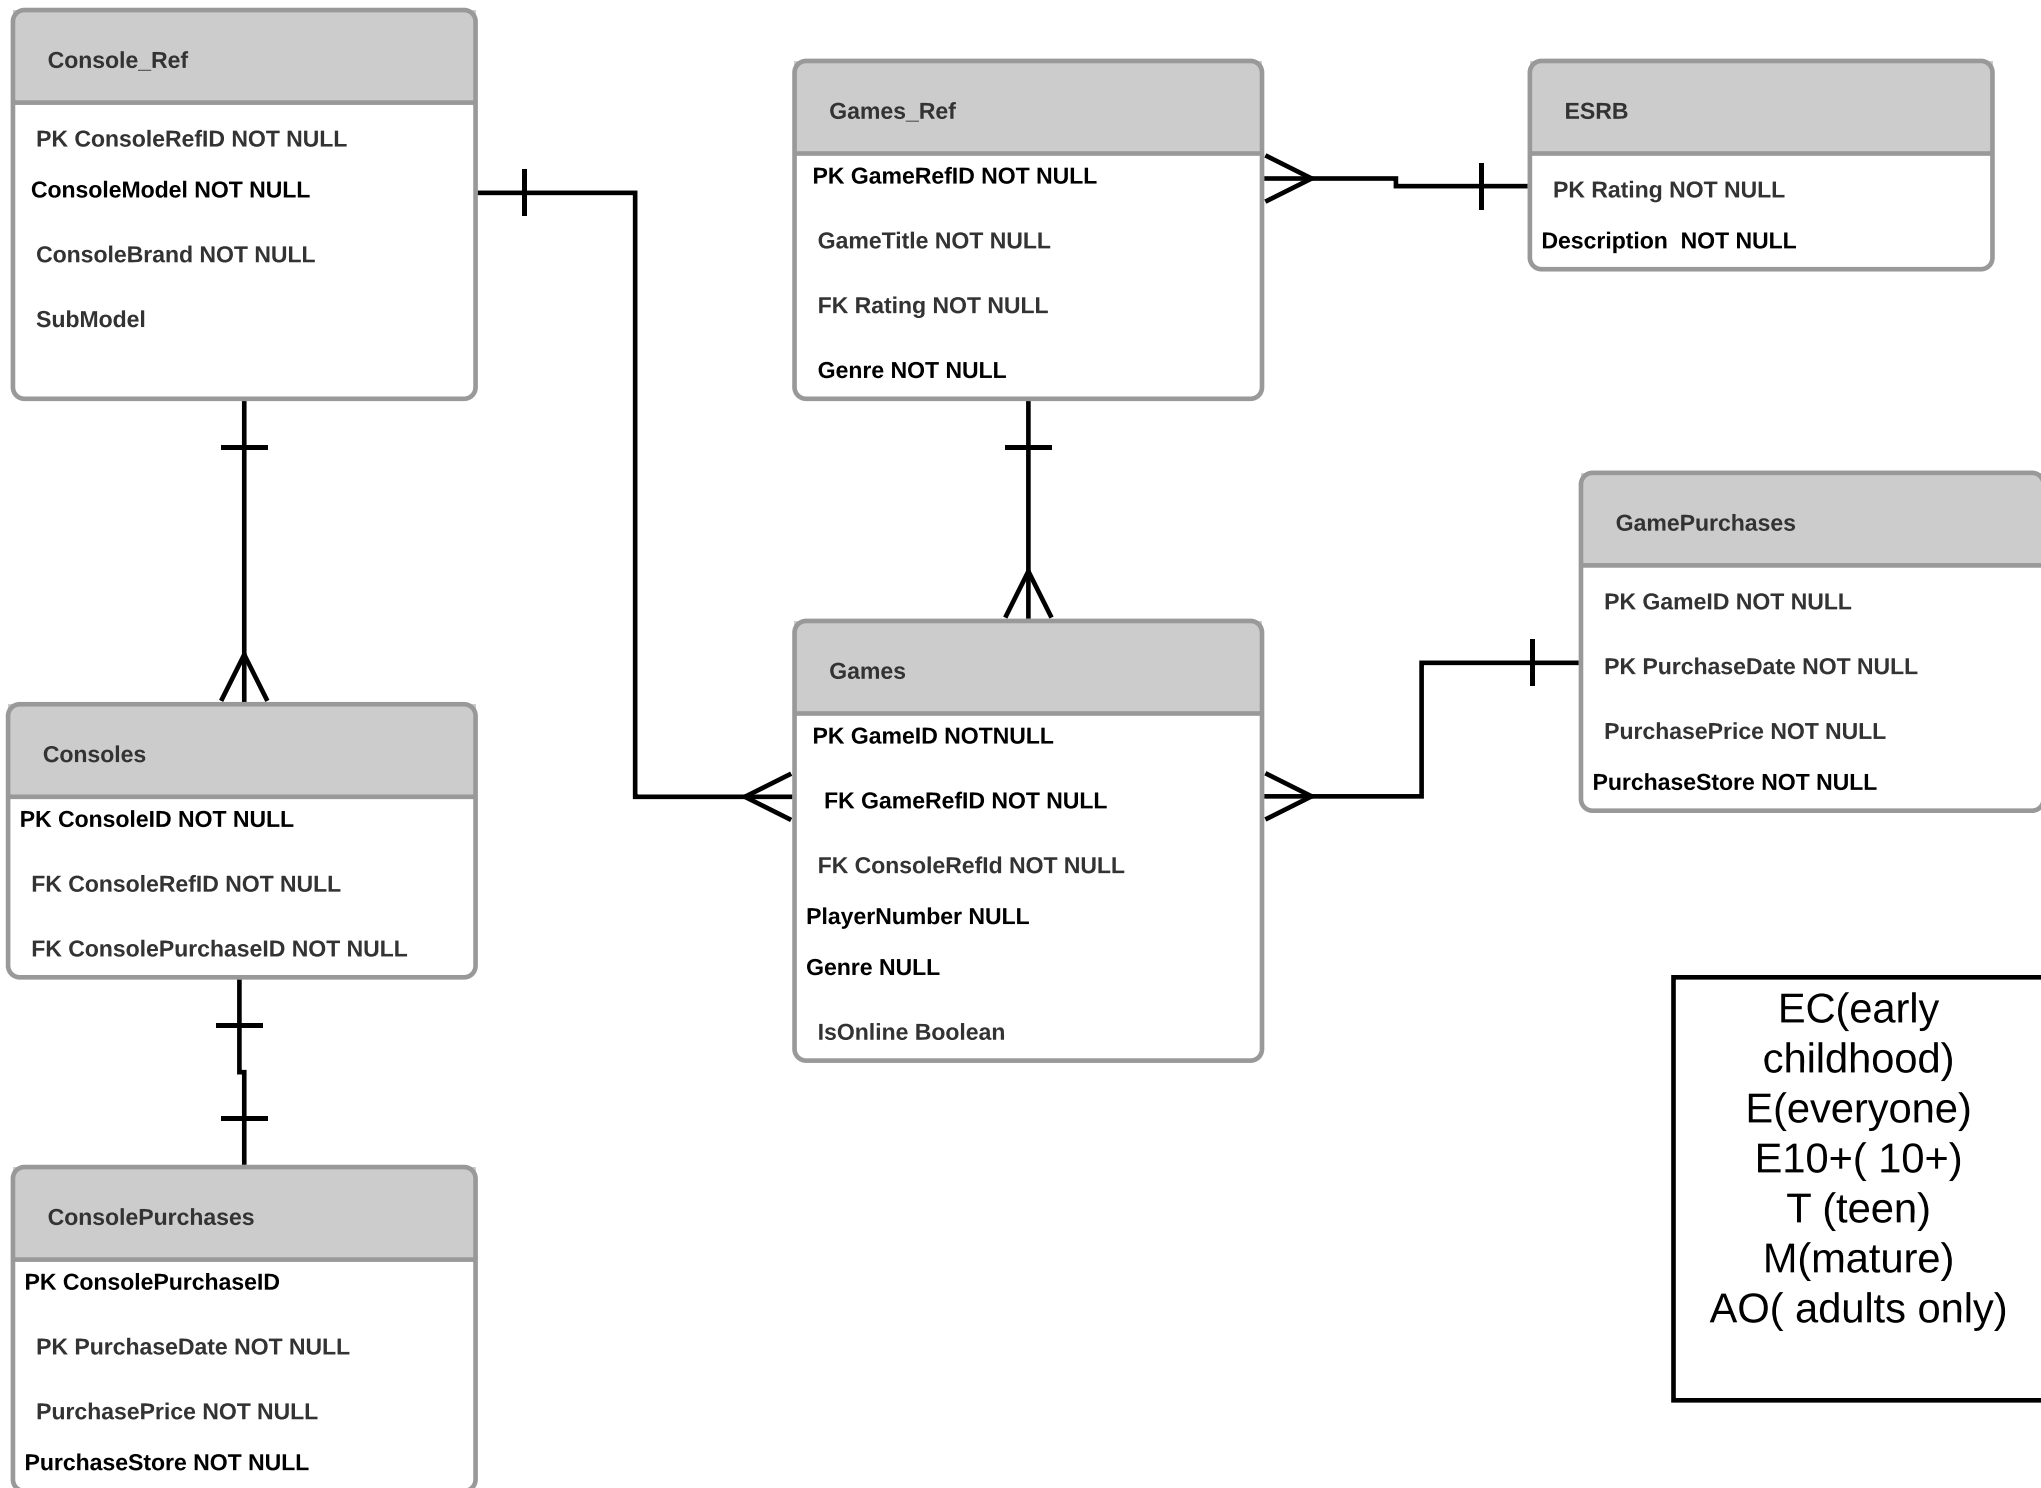 Console_Ref
PK ConsoleRefID NOT NULL
ConsoleModel NOT NULL
ConsoleBrand NOT NULL
SubModel
Games_Ref
PK GameRefID NOT NULL
GameTitle NOT NULL
FK Rating NOT NULL
Genre NOT NULL
ESRB
PK Rating NOT NULL
Description  NOT NULL
Consoles
PK ConsoleID NOT NULL
FK ConsoleRefID NOT NULL
FK ConsolePurchaseID NOT NULL
Games
PK GameID NOTNULL
FK GameRefID NOT NULL
FK ConsoleRefId NOT NULL
PlayerNumber NULL
Genre NULL
IsOnline Boolean
GamePurchases
PK GameID NOT NULL
PK PurchaseDate NOT NULL
PurchasePrice NOT NULL
PurchaseStore NOT NULL
ConsolePurchases
PK ConsolePurchaseID
PK PurchaseDate NOT NULL
PurchasePrice NOT NULL
PurchaseStore NOT NULL
EC(early
childhood)
E(everyone)
E10+( 10+)
T (teen)
M(mature)
AO( adults only)